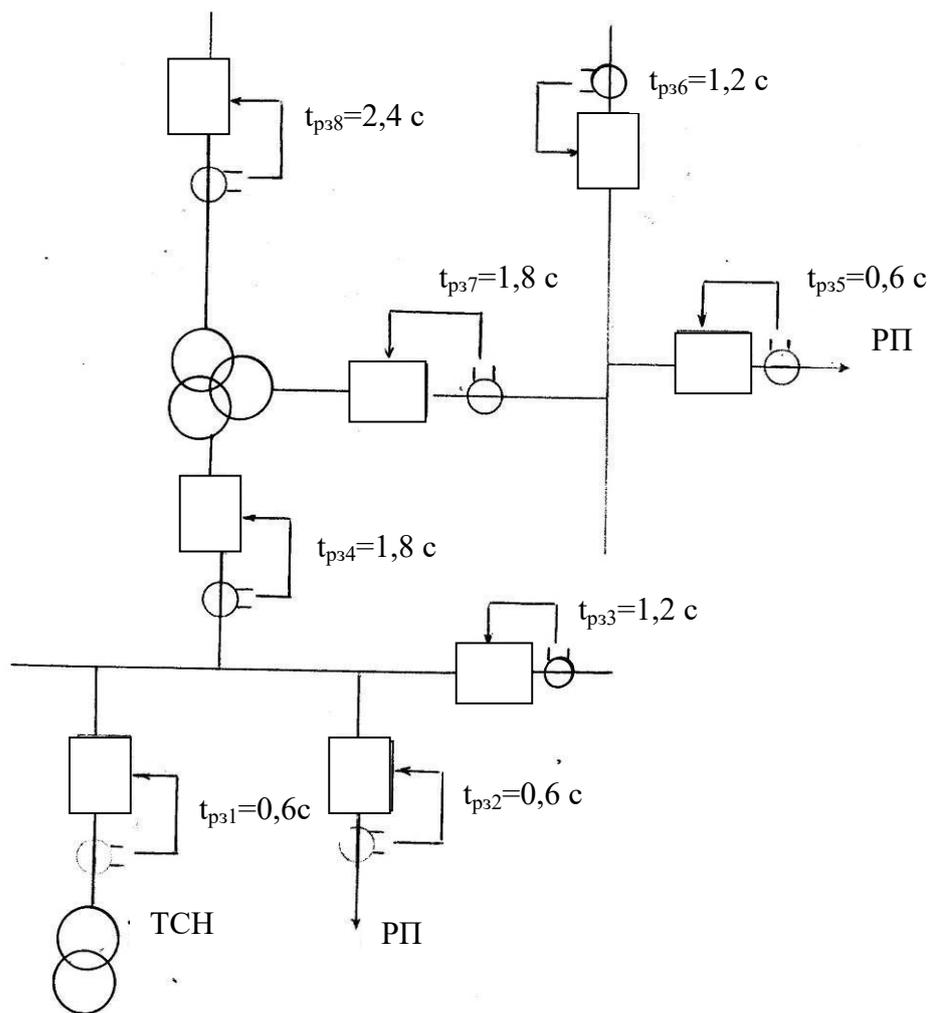 tрз8=2,4 с
tрз6=1,2 с
tрз7=1,8 с
tрз5=0,6 с
РП
tрз4=1,8 с
tрз3=1,2 с
tрз1=0,6с
tрз2=0,6 с
ТСН
РП